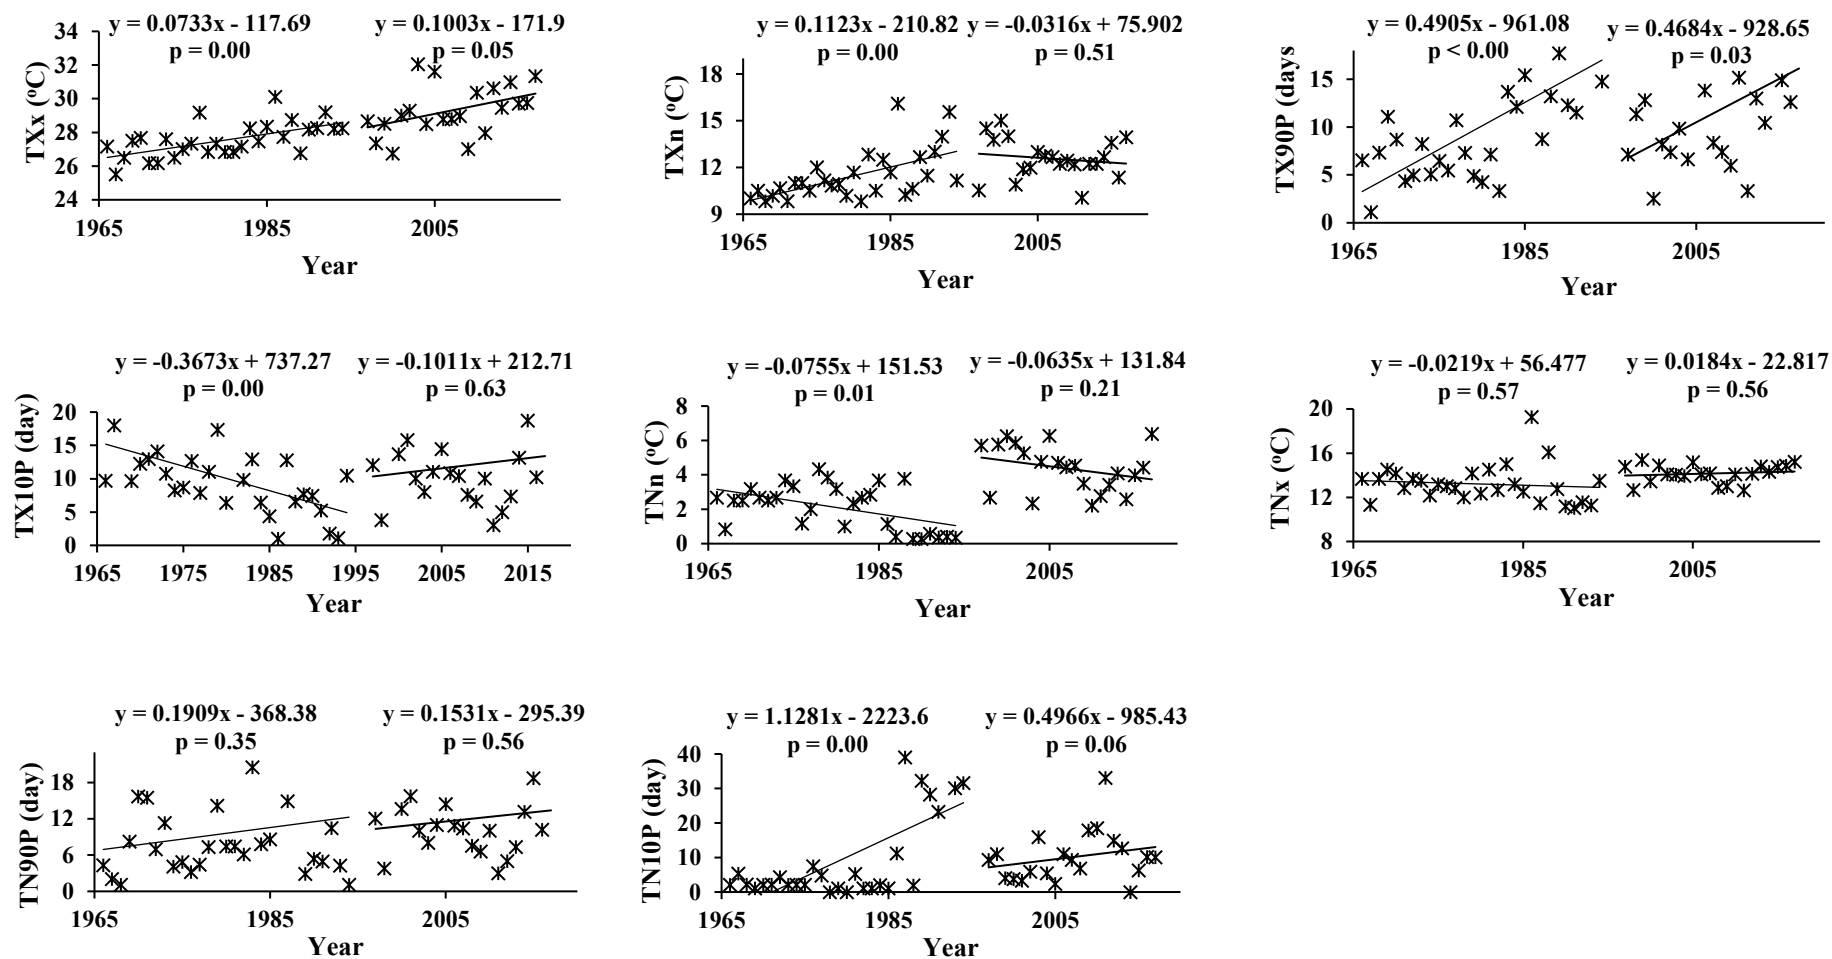 y = 0.0733x - 117.69
p = 0.00
y = 0.1003x - 171.9
p = 0.05
34
32
30
28
26
24
TXx (°C)
1965
1985
2005
Year
y = 0.1123x - 210.82
p = 0.00
y = -0.0316x + 75.902
p = 0.51
18
15
12
9
TXn (°C)
1965
1985
2005
Year
y = 0.4905x - 961.08
p < 0.00
y = 0.4684x - 928.65
p = 0.03
15
10
5
0
TX90P (days
1965
1985
2005
Year
y = -0.3673x + 737.27
p = 0.00
y = -0.1011x + 212.71
p = 0.63
20
15
10
5
0
TX10P (day)
1965
1975
1985
1995
2005
2015
Year
y = -0.0755x + 151.53
p = 0.01
y = -0.0635x + 131.84
p = 0.21
8
6
4
2
0
TNn (°C)
1965
1985
2005
Year
y = -0.0219x + 56.477
p = 0.57
y = 0.0184x - 22.817
p = 0.56
20
16
12
8
TNx (°C)
1965
1985
2005
Year
y = 0.1909x - 368.38
p = 0.35
y = 0.1531x - 295.39
p = 0.56
18
12
6
0
TN90P (day)
1965
1985
2005
Year
y = 1.1281x - 2223.6
p = 0.00
y = 0.4966x - 985.43
p = 0.06
40
30
20
10
0
TN10P (day)
1965
1985
2005
Year